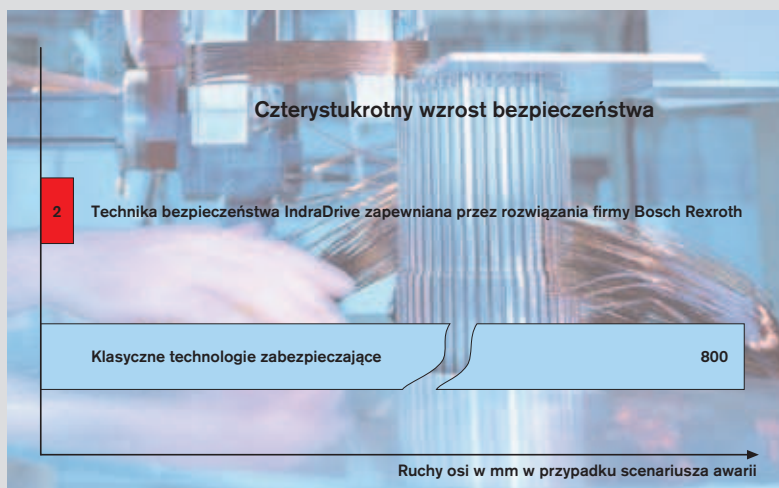 Czterystukrotny wzrost bezpieczeństwa
2 Technika bezpieczeństwa IndraDrive zapewniana przez rozwiązania firmy Bosch Rexroth
Klasyczne technologie zabezpieczające 800
Ruchy osi w mm w przypadku scenariusza awarii